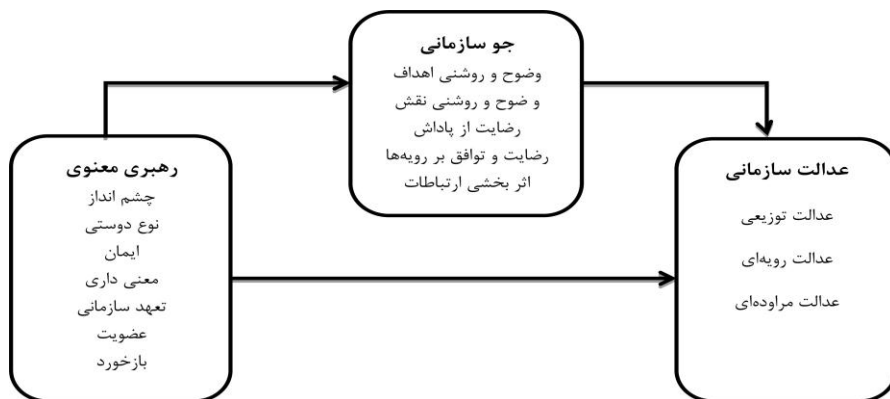 جو سازمانی
وضوح و روشنی اهداف
و ضوح و روشنی نقش
رضایت از پاداش
رضایت و توافق بر رویه‌ها
اثر بخشی ارتباطات
رهبری معنوی
چشم انداز
نوع دوستی
ایمان
معنی داری
تعهد سازمانی
عضویت
بازخورد
عدالت سازمانی
عدالت توزیعی
عدالت رویه‌ای
عدالت مراوده‌ای